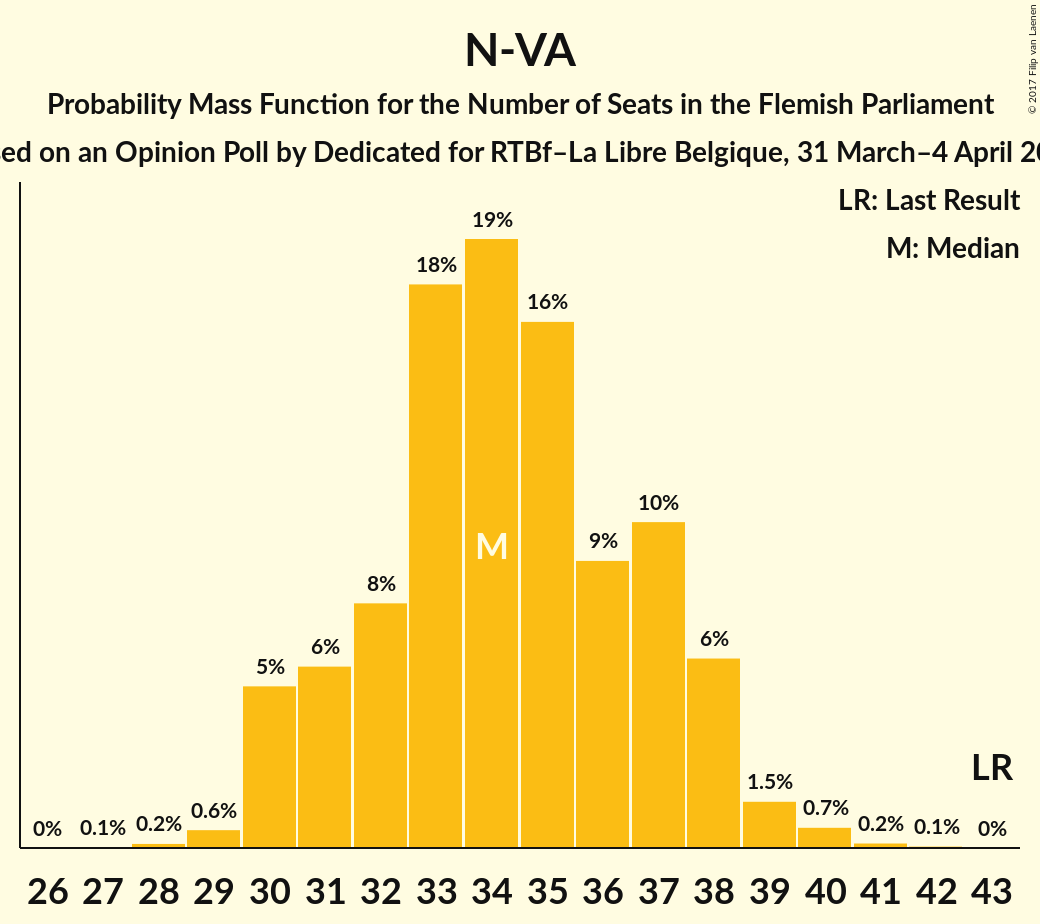 N-VA
Probability Mass Function for the Number of Seats in the Flemish Parliament
on an Opinion Poll by Dedicated for RTBf–La Libre Belgique, 31 March–4 April
© 2017 Filip van Laenen
LR: Last Result
M: Median
0% 0.1% 0.2% 0.6% 5% 6% 8% 18% 19% 16% 9% 10% 6% 1.5% 0.7% 0.2% 0.1% 0%
M
LR
26 27 28 29 30 31 32 33 34 35 36 37 38 39 40 41 42 43